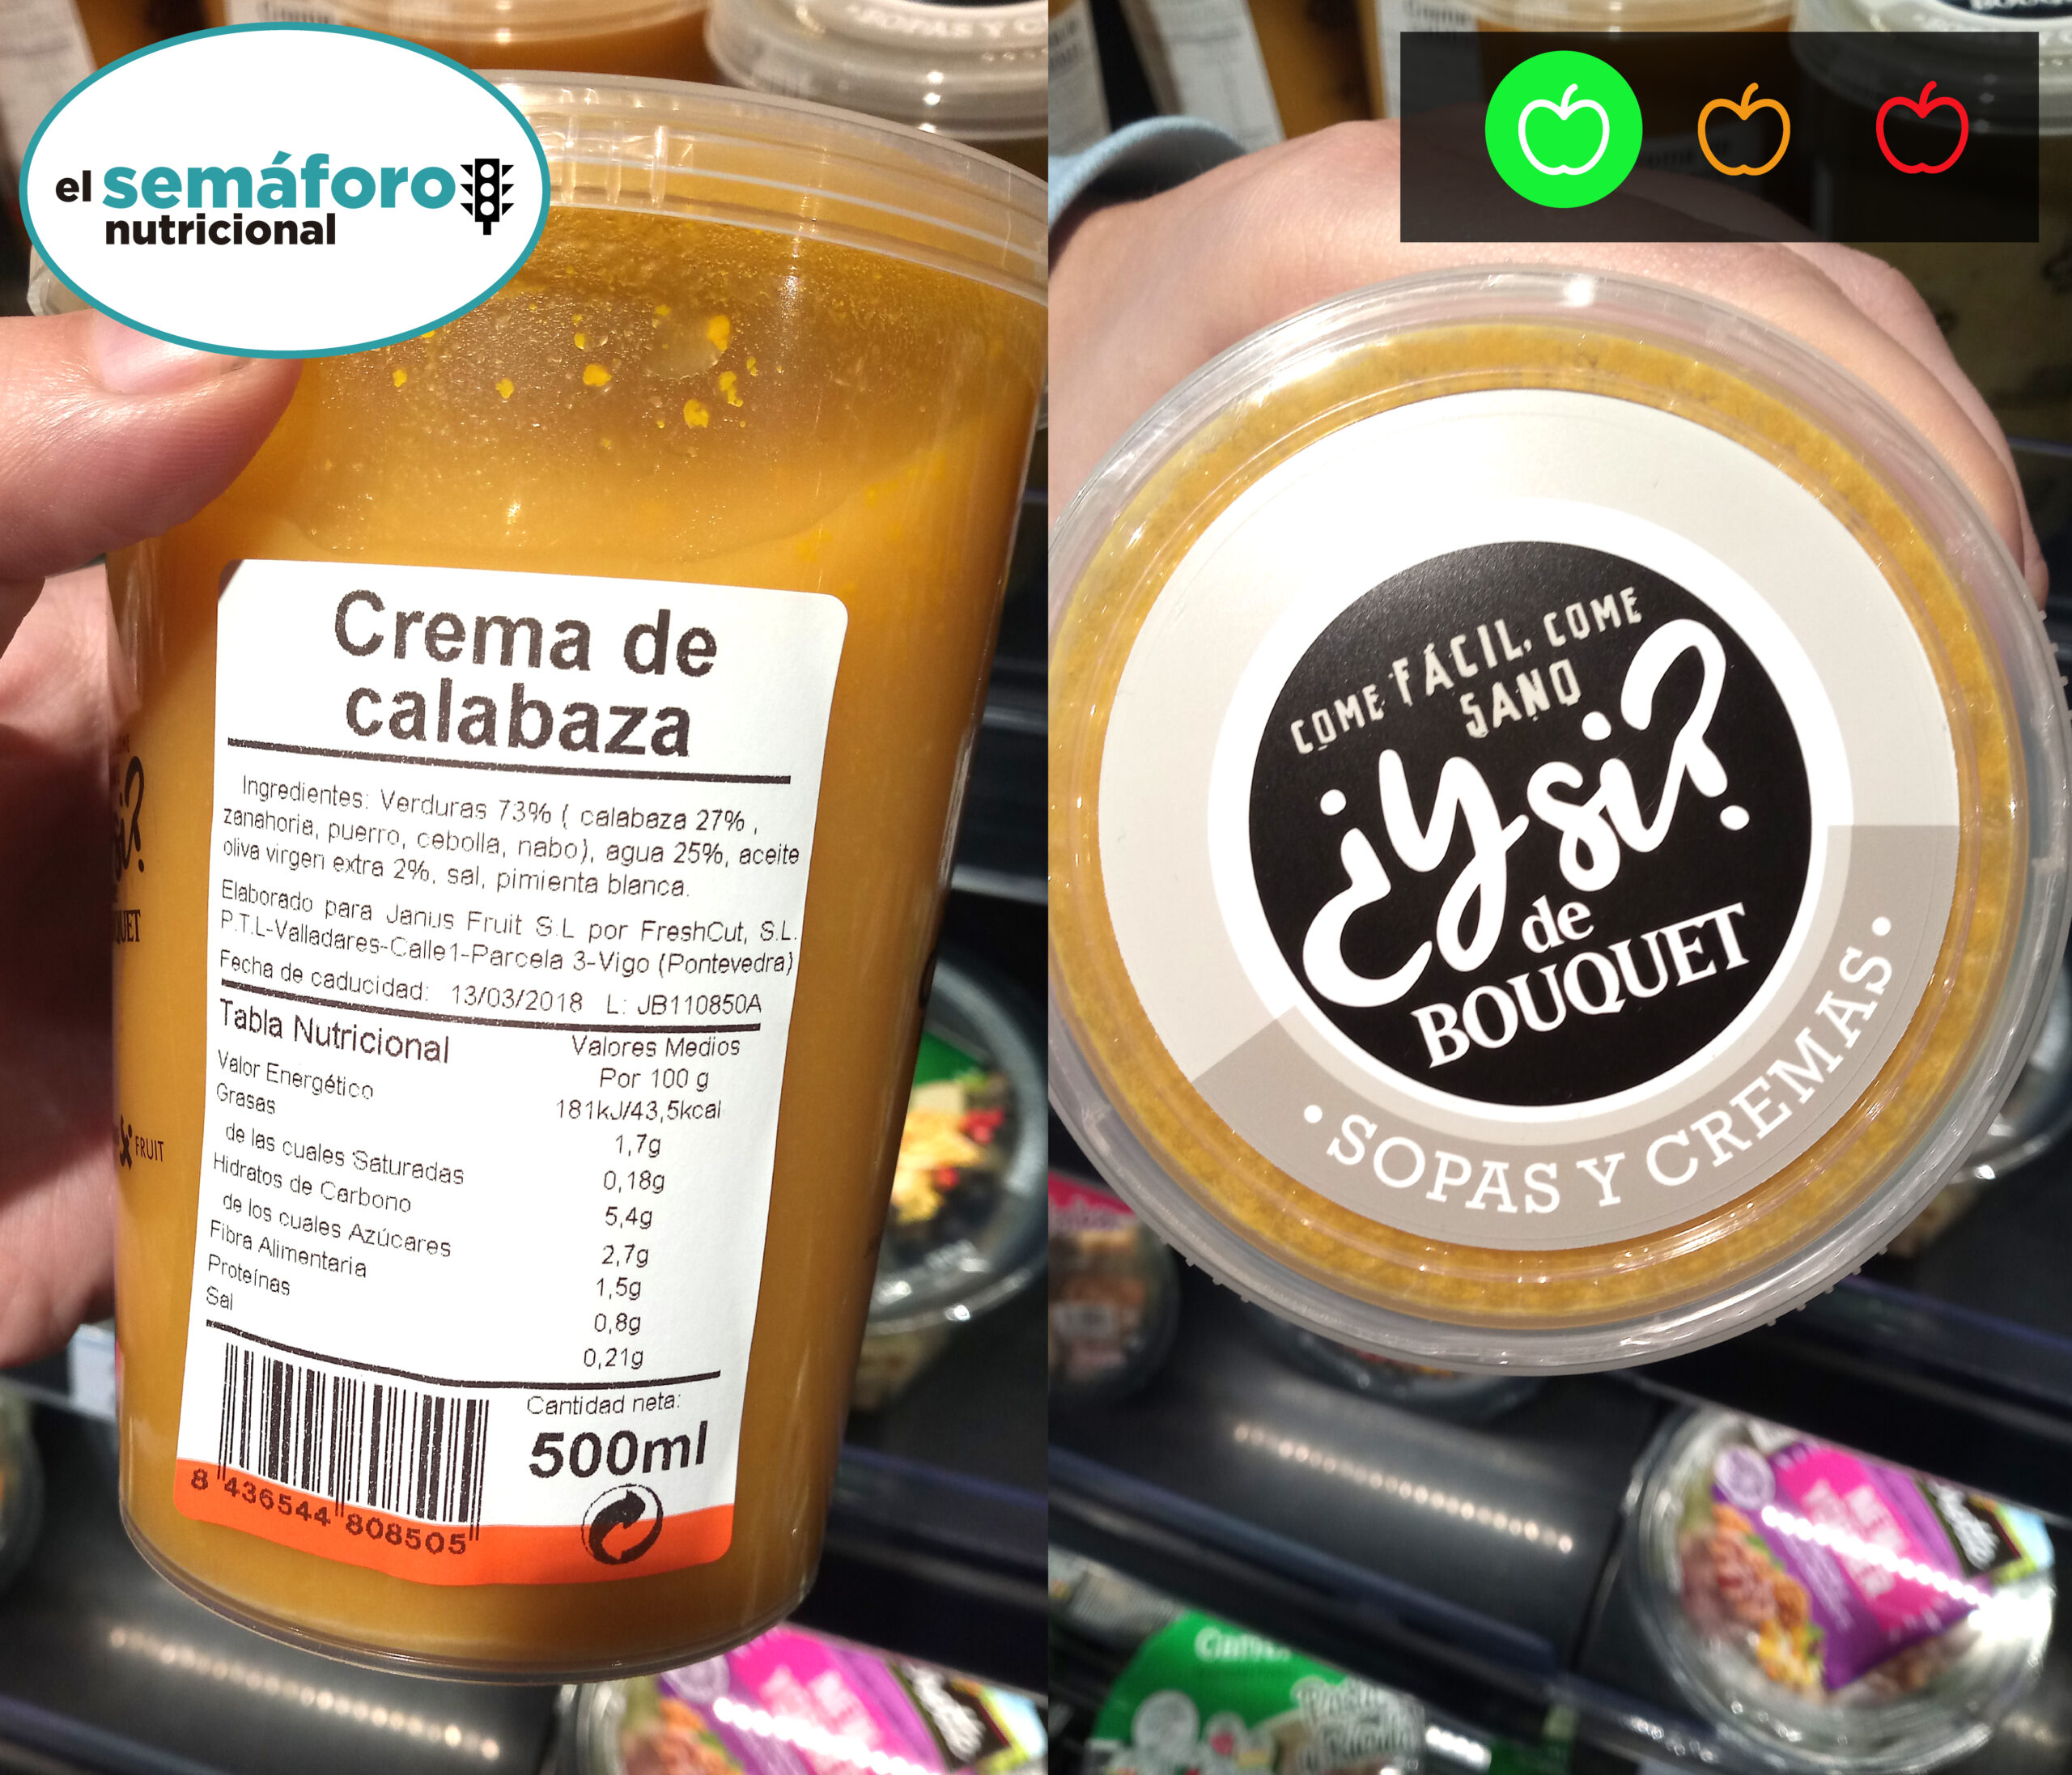 el semáforo
nutricional
Crema de
calabaza
Ingredientes: Verduras 73% ( calabaza 27% ,
zanahoria, puerro, cebolla, nabo), agua 25%, aceite
oliva virgen extra 2%, sal, pimienta blanca.
Elaborado para Janus Fruit S.L por FreshCut, S.L.
P.T.L-Valladares-Calle1-Parcela 3-Vigo (Pontevedra)
Fecha de caducidad: 13/03/2018 L: JB110850A
Tabla Nutricional
Valores Medios
Por 100 g
Valor Energético 181kJ/43,5kcal
Grasas 1,7g
de las cuales Saturadas 0,18g
Hidratos de Carbono 5,4g
de los cuales Azúcares 2,7g
Fibra Alimentaria 1,5g
Proteínas 0,8g
Sal 0,21g
Cantidad neta:
500ml
8 436544 808505
FRUIT
COME FÁCIL, COME
SANO
¿Y si?
de
BOUQUET
• SOPAS Y CREMAS •